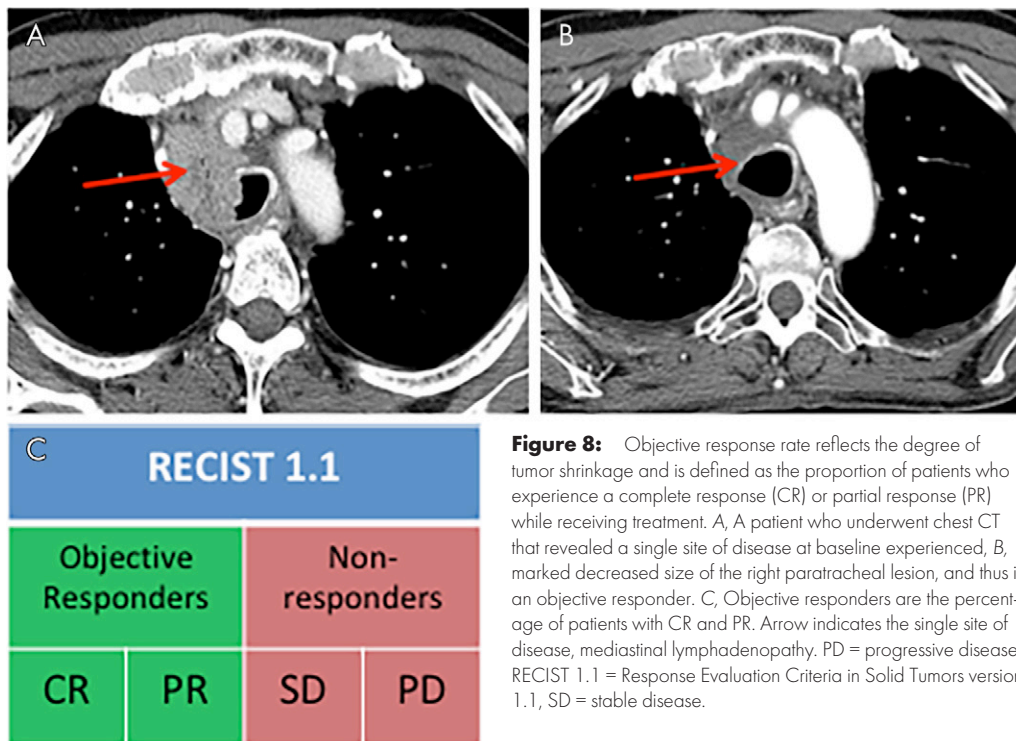 A
B
C
RECIST 1.1
Objective
Responders
Non-
responders
CR
PR
SD
PD
Figure 8: Objective response rate reflects the degree of
tumor shrinkage and is defined as the proportion of patients who
experience a complete response (CR) or partial response (PR)
while receiving treatment. A, A patient who underwent chest CT
that revealed a single site of disease at baseline experienced, B,
marked decreased size of the right paratracheal lesion, and thus i
an objective responder. C, Objective responders are the percent-
age of patients with CR and PR. Arrow indicates the single site of
disease, mediastinal lymphadenopathy. PD = progressive disease
RECIST 1.1 = Response Evaluation Criteria in Solid Tumors version
1.1, SD = stable disease.